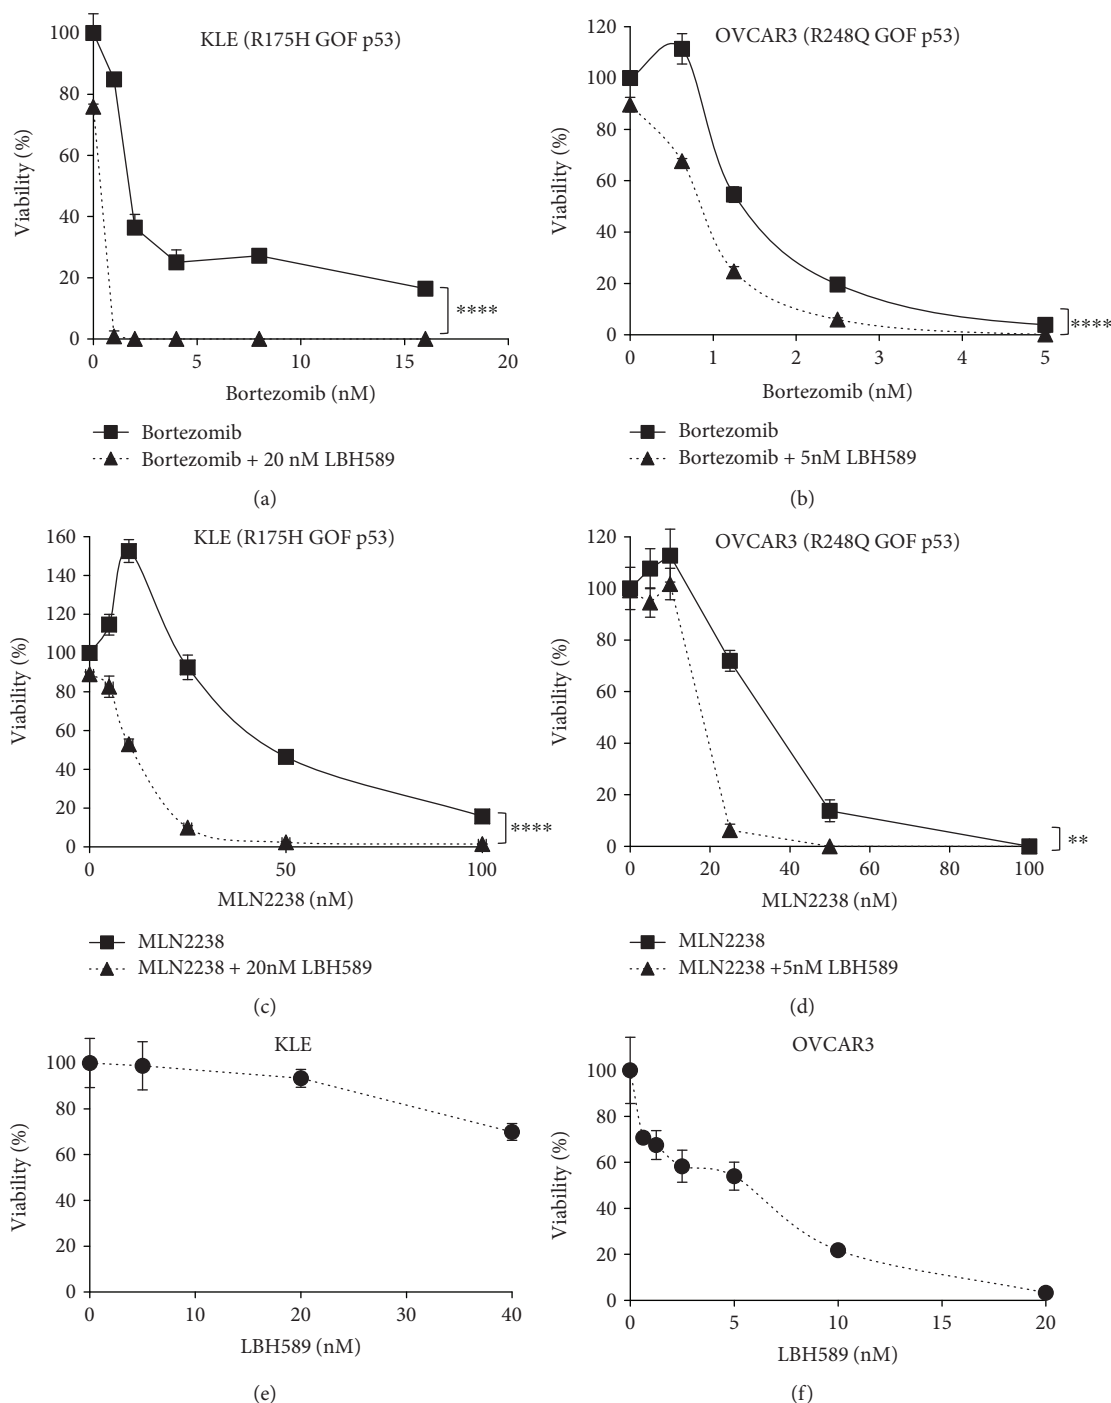 KLE (R175H GOF p53)
100
80
60
40
20
0
Viability (%)
****
0 5 10 15 20
Bortezomib (nM)
Bortezomib
Bortezomib + 20 nM LBH589
(a)
OVCAR3 (R248Q GOF p53)
120
100
80
60
40
20
0
Viability (%)
****
0 1 2 3 4 5
Bortezomib (nM)
Bortezomib
Bortezomib + 5nM LBH589
(b)
KLE (R175H GOF p53)
160
140
120
100
80
60
40
20
0
Viability (%)
****
0 50 100
MLN2238 (nM)
MLN2238
MLN2238 + 20nM LBH589
(c)
OVCAR3 (R248Q GOF p53)
120
100
80
60
40
20
0
Viability (%)
**
0 20 40 60 80 100
MLN2238 (nM)
MLN2238
MLN2238 +5nM LBH589
(d)
KLE
100
80
60
40
20
0
Viability (%)
0 10 20 30 40
LBH589 (nM)
(e)
OVCAR3
100
80
60
40
20
0
Viability (%)
0 5 10 15 20
LBH589 (nM)
(f)